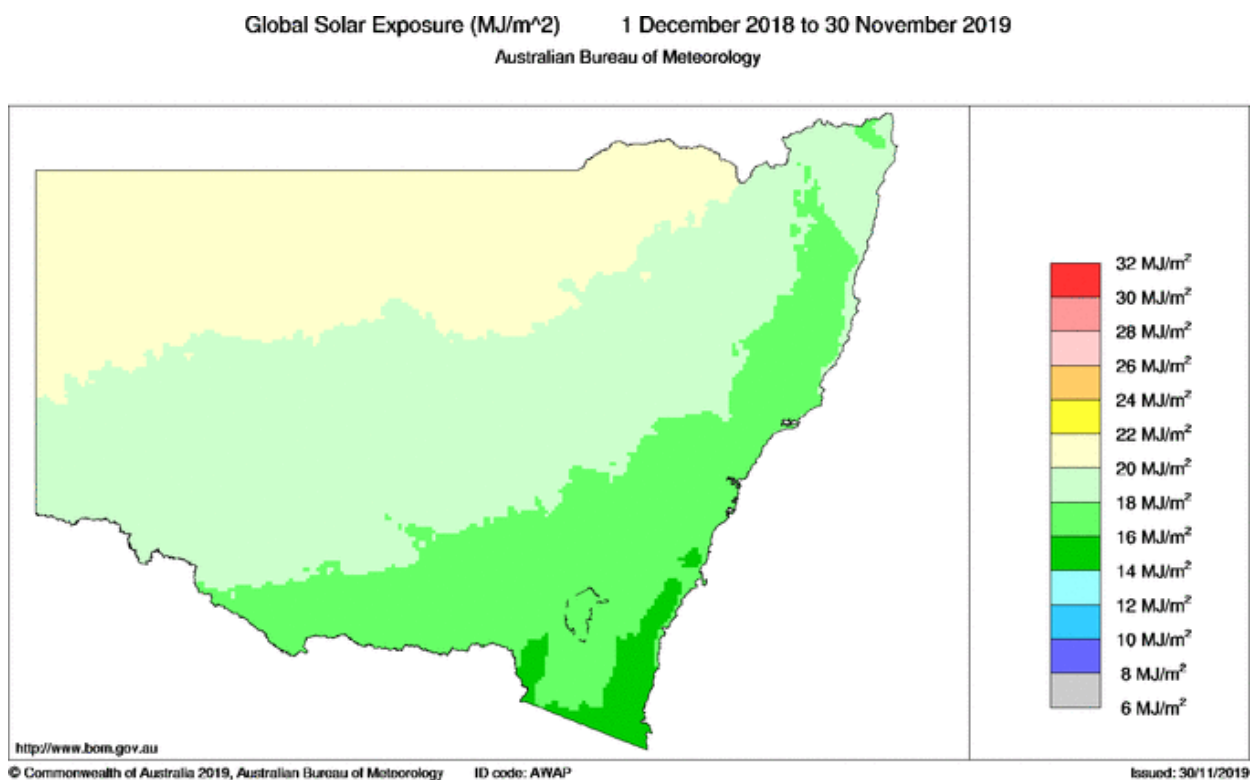 Global Solar Exposure (MJ/m^2) 1 December 2018 to 30 November 2019
Australian Bureau of Meteorology
32 MJ/m²
30 MJ/m²
28 MJ/m²
26 MJ/m²
24 MJ/m²
22 MJ/m²
20 MJ/m²
18 MJ/m²
16 MJ/m²
14 MJ/m²
12 MJ/m²
10 MJ/m²
8 MJ/m²
6 MJ/m²
http://www.bom.gov.au
© Commonwealth of Australia 2019, Australian Bureau of Meteorology ID code: AWAP Issued: 30/11/2019